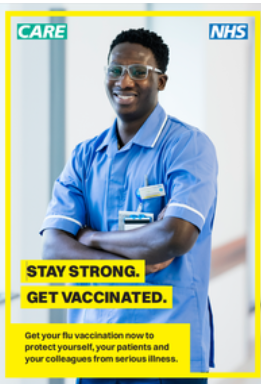 CARE
NHS
STAY STRONG.
GET VACCINATED.
Get your flu vaccination now to
protect yourself, your patients and
your colleagues from serious illness.